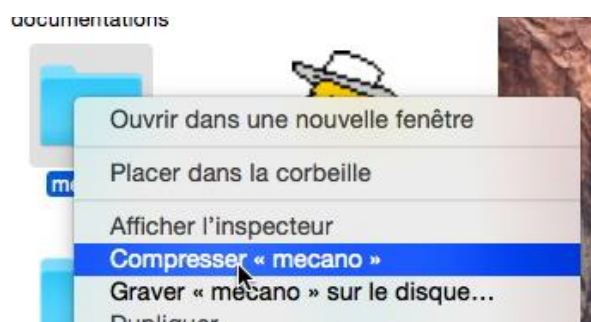 documentations
Ouvrir dans une nouvelle fenêtre
Placer dans la corbeille
Afficher l'inspecteur
Compresser « mecano »
Graver « mecano » sur le disque...
Dupliquer